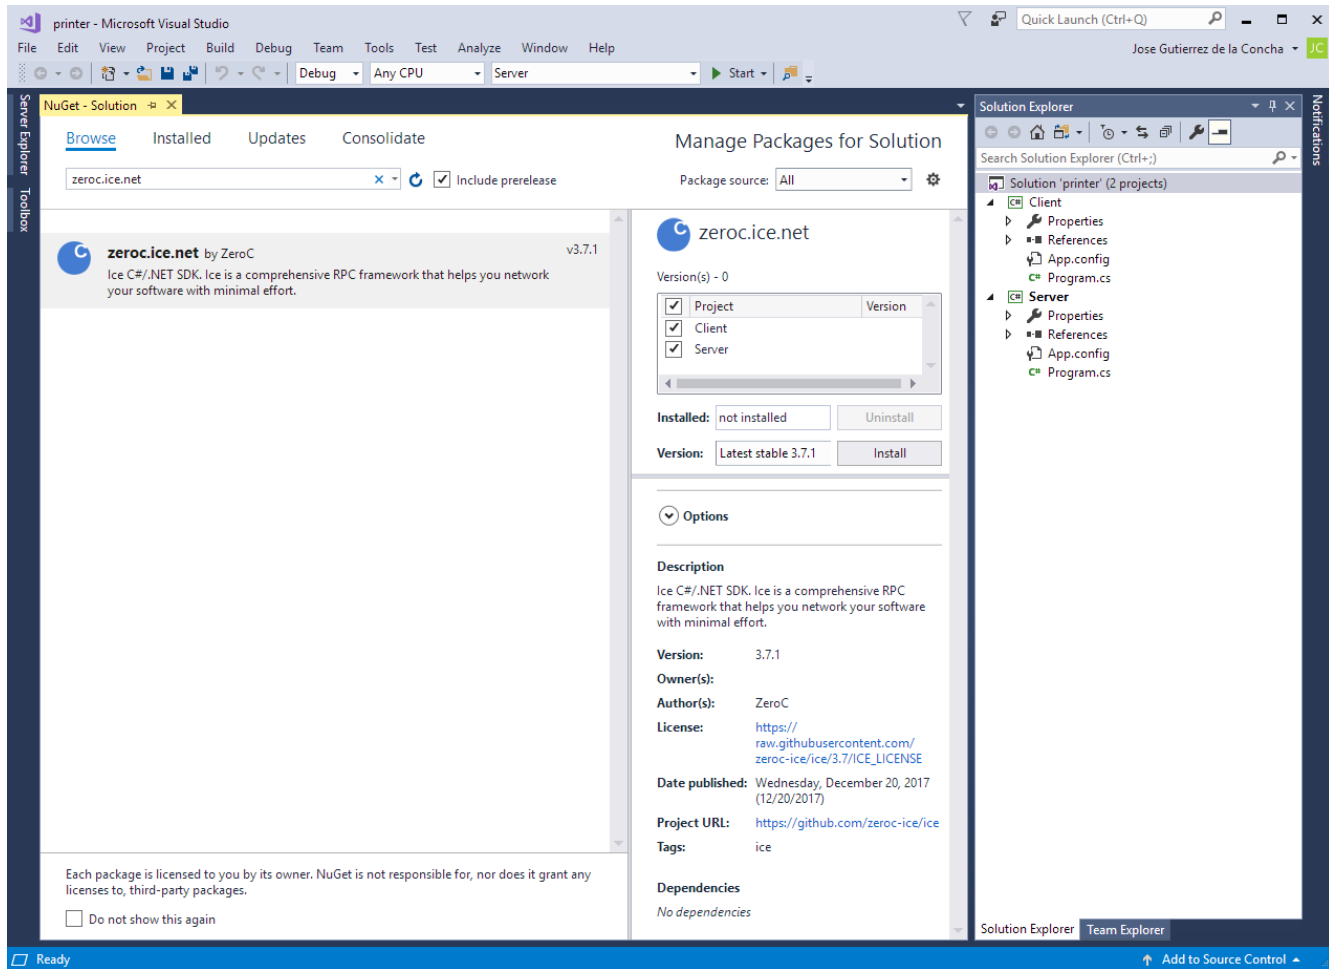 printer - Microsoft Visual Studio
Quick Launch (Ctrl+Q)
File Edit View Project Build Debug Team Tools Test Analyze Window Help
Jose Gutierrez de la Concha
JC
Debug Any CPU Server Start
Server Explorer
Toolbox
NuGet - Solution
Browse Installed Updates Consolidate
Manage Packages for Solution
zeroc.ice.net
Include prerelease
Package source: All
zeroc.ice.net by ZeroC
v3.7.1
Ice C#/.NET SDK. Ice is a comprehensive RPC framework that helps you network
your software with minimal effort.
Each package is licensed to you by its owner. NuGet is not responsible for, nor does it grant any
licenses to, third-party packages.
Do not show this again
zeroc.ice.net
Version(s) - 0
Project Version
Client
Server
Installed: not installed Uninstall
Version: Latest stable 3.7.1 Install
Options
Description
Ice C#/.NET SDK. Ice is a comprehensive RPC
framework that helps you network your software
with minimal effort.
Version: 3.7.1
Owner(s):
Author(s): ZeroC
License: https://
raw.githubusercontent.com/
zeroc-ice/ice/3.7/ICE_LICENSE
Date published: Wednesday, December 20, 2017
(12/20/2017)
Project URL: https://github.com/zeroc-ice/ice
Tags: ice
Dependencies
No dependencies
Solution Explorer
Search Solution Explorer (Ctrl+;)
Solution 'printer' (2 projects)
C# Client
Properties
References
App.config
C# Program.cs
C# Server
Properties
References
App.config
C# Program.cs
Solution Explorer Team Explorer
Notifications
Ready
Add to Source Control